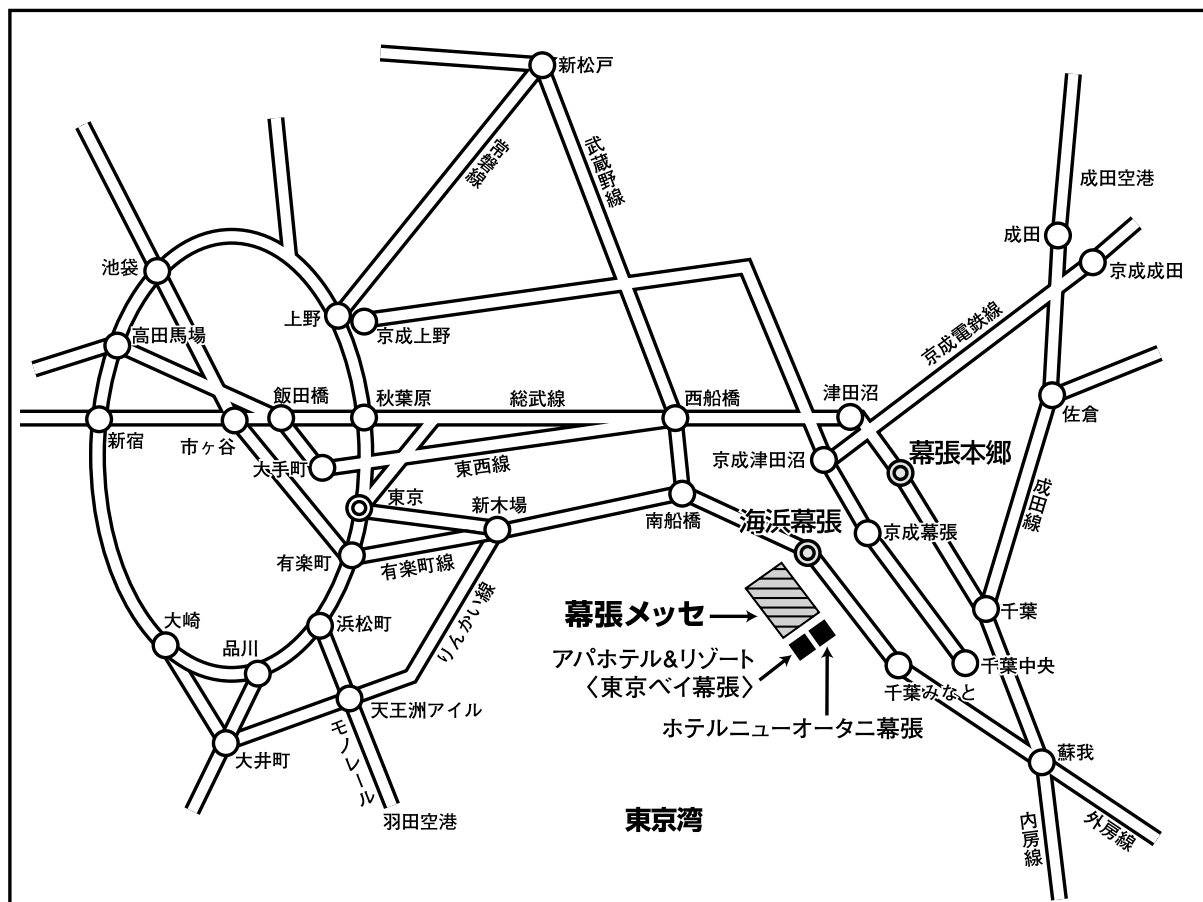 新松戸
常磐線
武蔵野線
成田空港
成田
京成成田
池袋
上野
京成上野
高田馬場
京成電鉄線
飯田橋
秋葉原
総武線
西船橋
津田沼
佐倉
新宿
市ヶ谷
大手町
東西線
京成津田沼
幕張本郷
東京
新木場
南船橋
海浜幕張
京成幕張
成田線
有楽町
有楽町線
りんかい線
大崎
品川
浜松町
幕張メッセ
千葉
アパホテル&リゾート
〈東京ベイ幕張〉
千葉みなと
千葉中央
天王洲アイル
ホテルニューオータニ幕張
大井町
モノレール
羽田空港
東京湾
蘇我
内房線
外房線